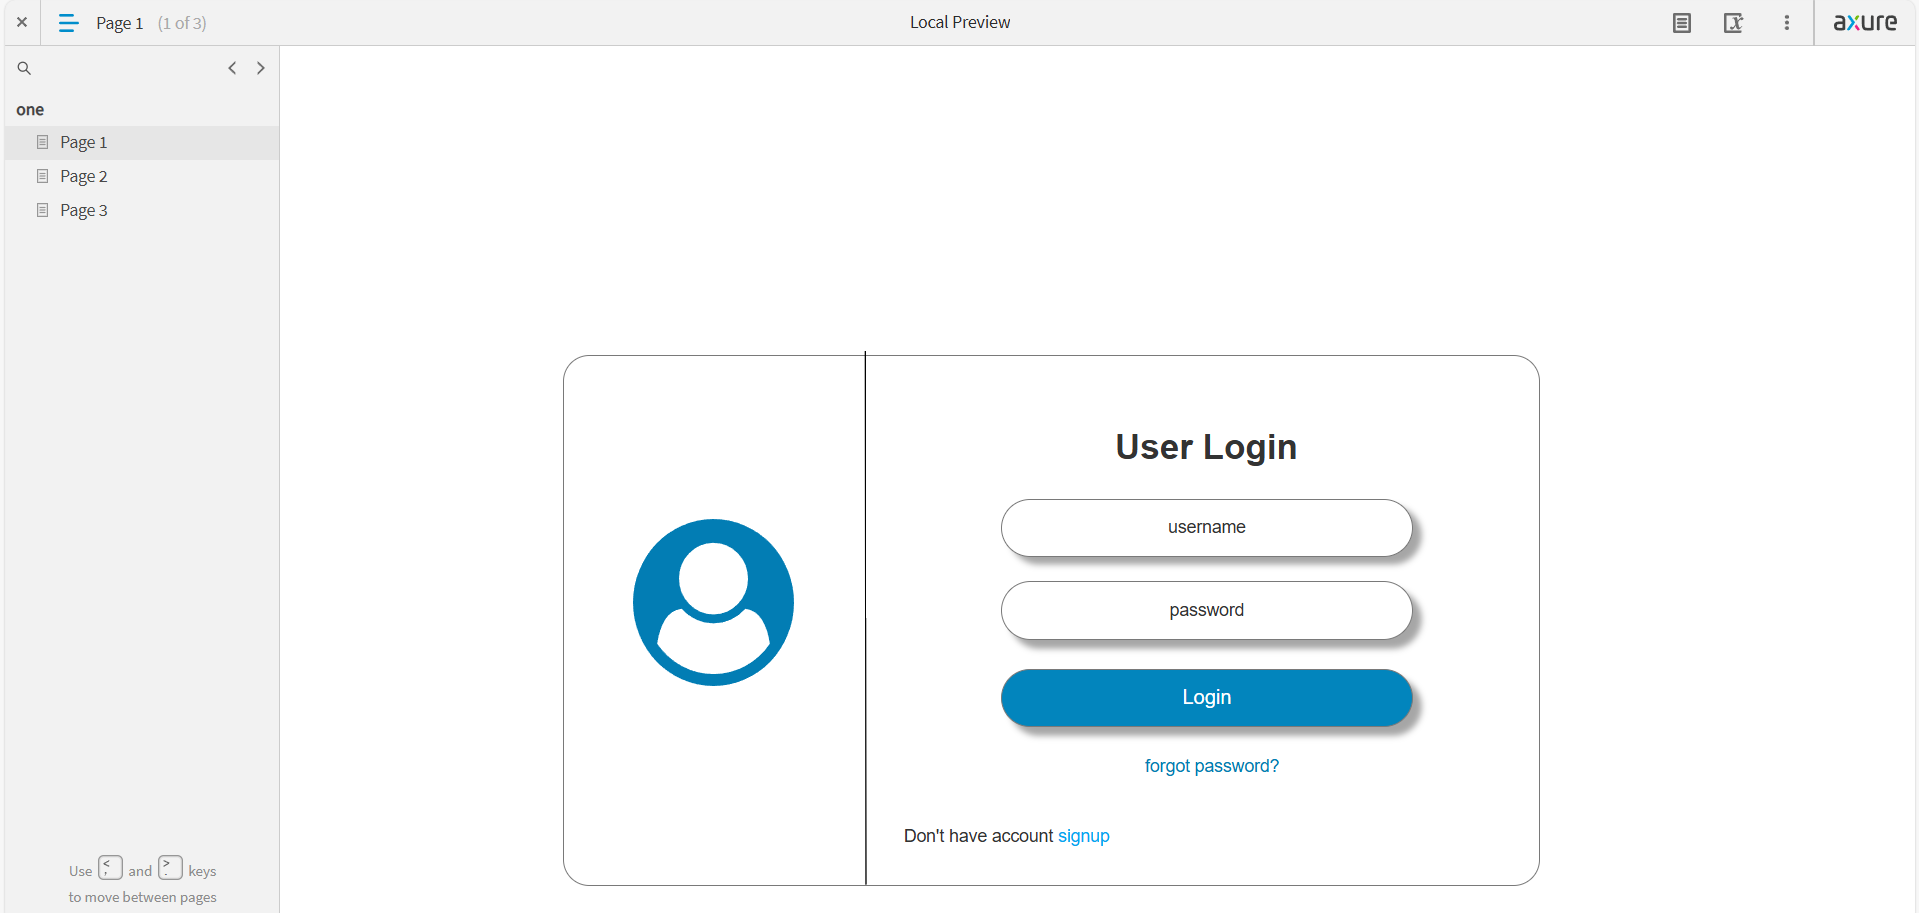 Page 1 (1 of 3)
Local Preview
axure
one
Page 1
Page 2
Page 3
User Login
username
password
Login
forgot password?
Don't have account signup
Use < , and > . keys
to move between pages